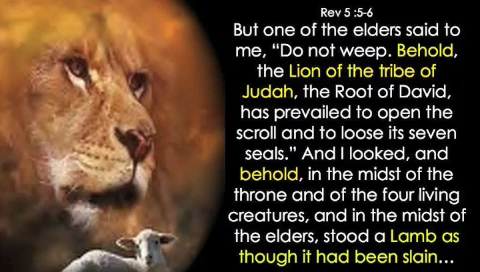 Rev 5 :5-6
But one of the elders said to
me, “Do not weep. Behold,
the Lion of the tribe of
Judah, the Root of David,
has prevailed to open the
scroll and to loose its seven
seals.” And I looked, and
behold, in the midst of the
throne and of the four living
creatures, and in the midst of
the elders, stood a Lamb as
though it had been slain…